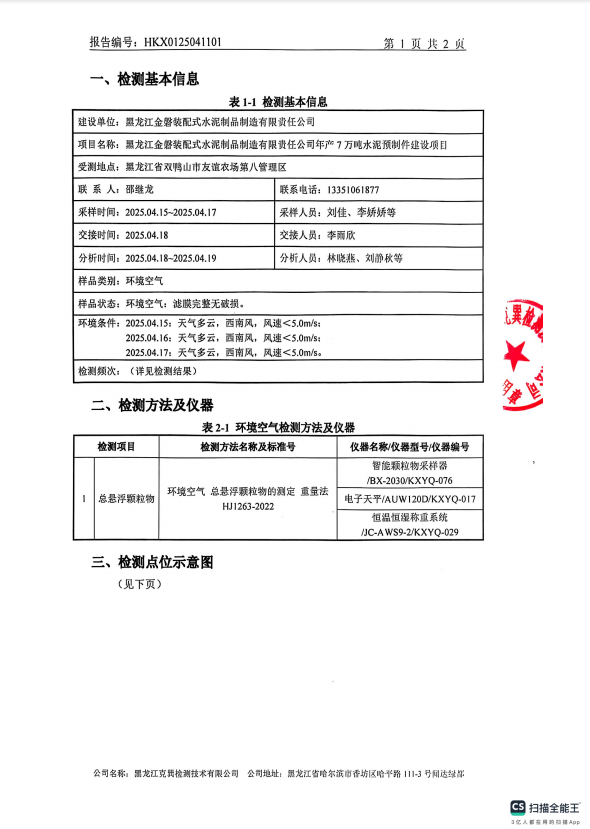 报告编号：HKX0125041101
第 1 页 共 2 页
一、检测基本信息
表 1-1 检测基本信息
建设单位：黑龙江金磐装配式水泥制品制造有限责任公司
项目名称：黑龙江金磐装配式水泥制品制造有限责任公司年产 7 万吨水泥预制件建设项目
受测地点：黑龙江省双鸭山市友谊农场第八管理区
联 系 人：邵继龙
联系电话：13351061877
采样时间：2025.04.15~2025.04.17
采样人员：刘佳、李娇娇等
交接时间：2025.04.18
交接人员：李雨欣
分析时间：2025.04.18~2025.04.19
分析人员：林晓燕、刘静秋等
样品类别：环境空气
样品状态：环境空气：滤膜完整无破损。
环境条件：2025.04.15：天气多云，西南风，风速＜5.0m/s；
2025.04.16：天气多云，西南风，风速＜5.0m/s；
2025.04.17：天气多云，西南风，风速＜5.0m/s。
检测频次：（详见检测结果）
二、检测方法及仪器
表 2-1 环境空气检测方法及仪器
检测项目
检测方法名称及标准号
仪器名称/仪器型号/仪器编号
1
总悬浮颗粒物
环境空气 总悬浮颗粒物的测定 重量法
HJ1263-2022
智能颗粒物采样器
/BX-2030/KXYQ-076
电子天平/AUW120D/KXYQ-017
恒温恒湿称重系统
/JC-AWS9-2/KXYQ-029
三、检测点位示意图
（见下页）
公司名称：黑龙江克巽检测技术有限公司 公司地址：黑龙江省哈尔滨市香坊区哈平路 111-3 号闽达绿都
CS 扫描全能王
3亿人都在用的扫描App